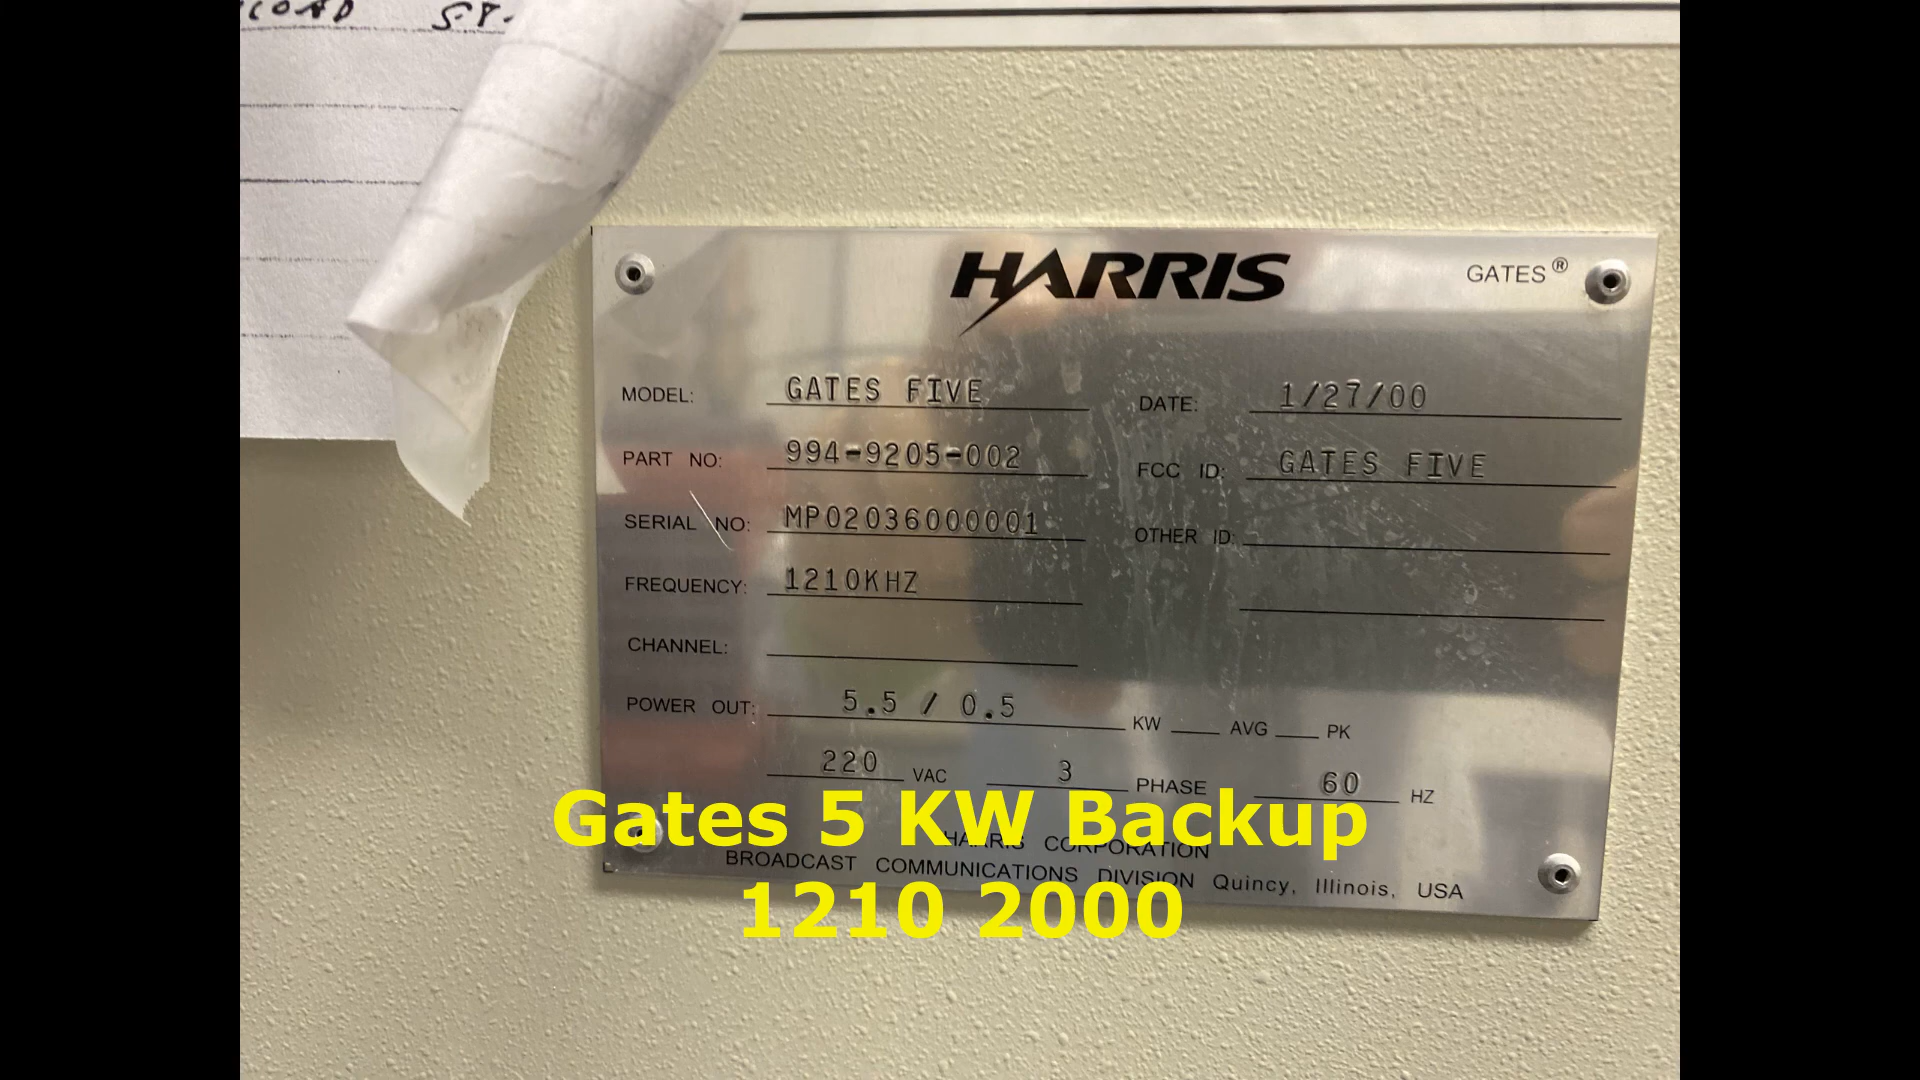 HARRIS
GATES®
MODEL: GATES FIVE DATE: 1/27/00
PART NO: 994-9205-002 FCC ID: GATES FIVE
SERIAL NO: MP02036000001 OTHER ID:
FREQUENCY: 1210KHZ
CHANNEL:
POWER OUT: 5.5 / 0.5 KW AVG PK
220 VAC 3 PHASE 60 HZ
HARRIS CORPORATION
BROADCAST COMMUNICATIONS DIVISION Quincy, Illinois, USA
Gates 5 KW Backup
1210 2000